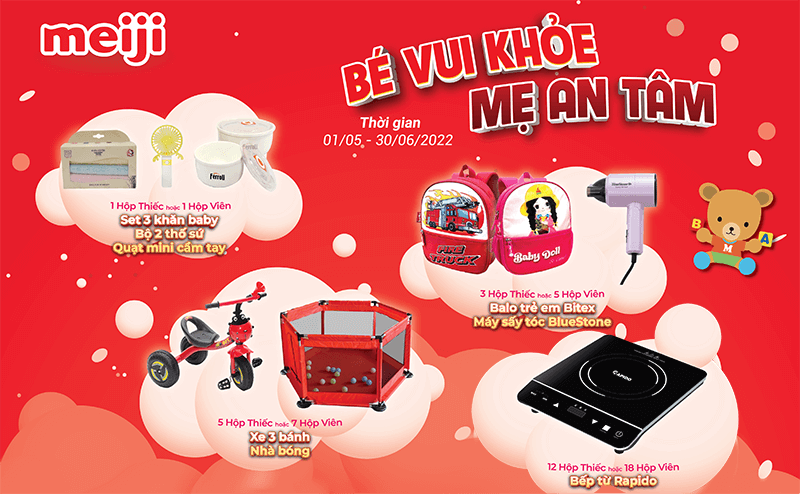 meiji
BÉ VUI KHỎE
MẸ AN TÂM
Thời gian
01/05 - 30/06/2022
Ferroli
Ferroli
1 Hộp Thiếc hoặc 1 Hộp Viên
Set 3 khăn baby
Bộ 2 thố sứ
Quạt mini cầm tay
FIRE
TRUCK
Baby Doll
BlueStone
B
A
M
3 Hộp Thiếc hoặc 5 Hộp Viên
Balo trẻ em Bitex
Máy sấy tóc BlueStone
5 Hộp Thiếc hoặc 7 Hộp Viên
Xe 3 bánh
Nhà bóng
RAPIDO
12 Hộp Thiếc hoặc 18 Hộp Viên
Bếp từ Rapido